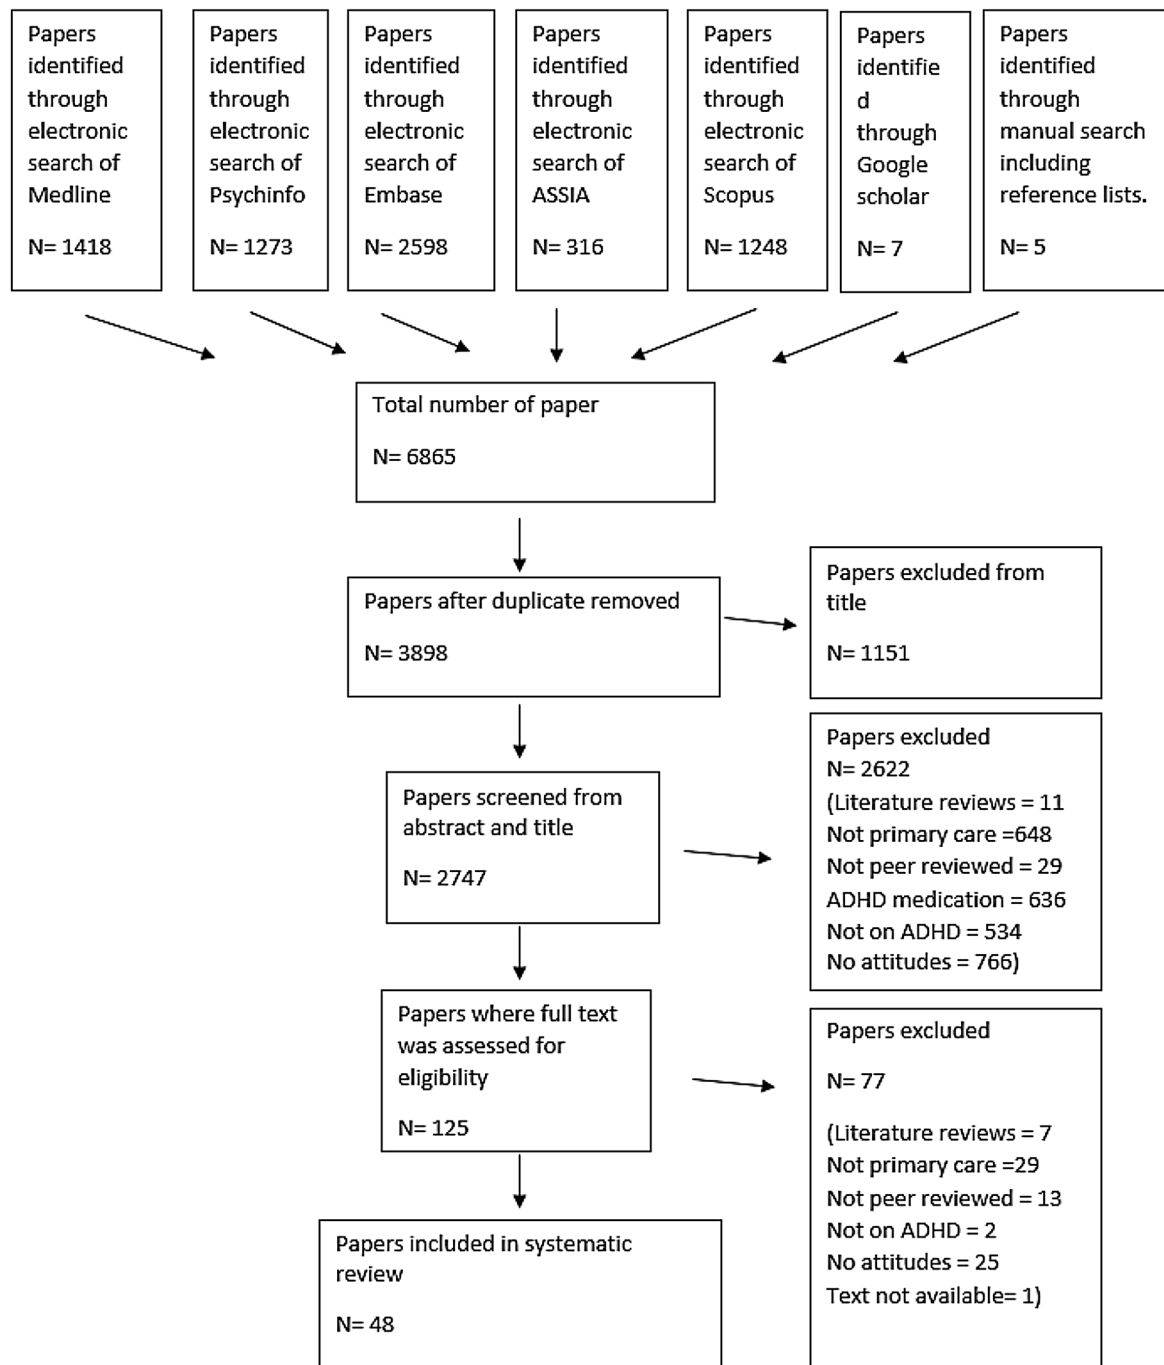 Papers
identified
through
electronic
search of
Medline
N= 1418
Papers
identified
through
electronic
search of
Psychinfo
N= 1273
Papers
identified
through
electronic
search of
Embase
N= 2598
Papers
identified
through
electronic
search of
ASSIA
N= 316
Papers
identified
through
electronic
search of
Scopus
N= 1248
Papers
identifie
d
through
Google
scholar
N= 7
Papers
identified
through
manual search
including
reference lists.
N= 5
Total number of paper
N= 6865
Papers after duplicate removed
N= 3898
Papers excluded from
title
N= 1151
Papers screened from
abstract and title
N= 2747
Papers excluded
N= 2622
(Literature reviews = 11
Not primary care =648
Not peer reviewed = 29
ADHD medication = 636
Not on ADHD = 534
No attitudes = 766)
Papers where full text
was assessed for
eligibility
N= 125
Papers excluded
N= 77
(Literature reviews = 7
Not primary care =29
Not peer reviewed = 13
Not on ADHD = 2
No attitudes = 25
Text not available= 1)
Papers included in systematic
review
N= 48